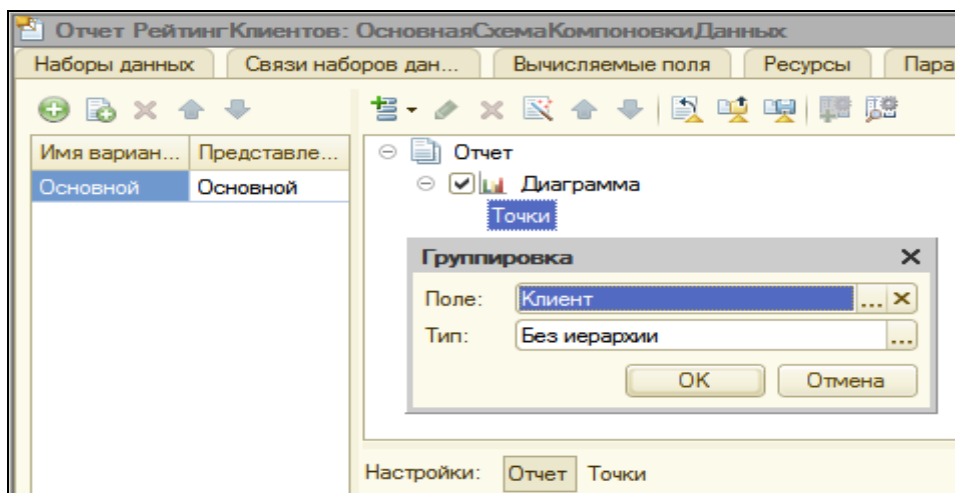 Отчет РейтингКлиентов: ОсновнаяСхемаКомпоновкиДанных
Наборы данных Связи наборов дан... Вычисляемые поля Ресурсы Пара
Имя вариан... Представле...
Основной Основной
Отчет
Диаграмма
Точки
Группировка
Поле: Клиент ...
Тип: Без иерархии ...
OK Отмена
Настройки: Отчет Точки